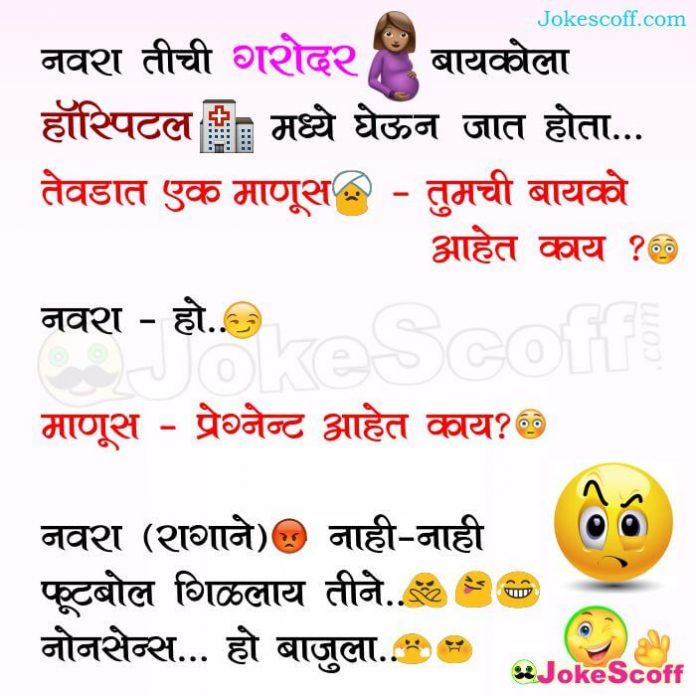 Jokescoff.com
नवरा तीची गरोदर बायकोला
हॉस्पिटल मध्ये घेऊन जात होता...
तेवडात एक माणूस - तुमची बायको
आहेत काय ?
नवरा - हो..
JokeScoff.com
माणूस - प्रेग्नेन्ट आहेत काय?
नवरा (रागाने) नाही-नाही
फूटबोल गिळलाय तीने..
नोनसेन्स... हो बाजुला..
JokeScoff